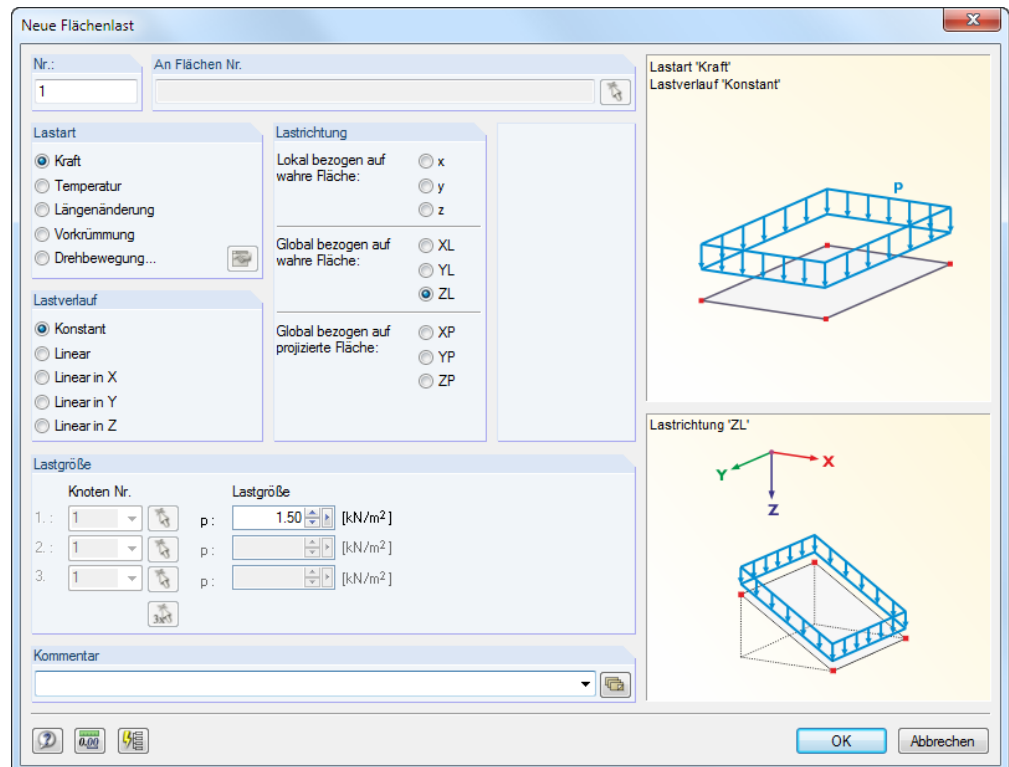 Neue Flächenlast
Nr.:
An Flächen Nr.
1
Lastart
Kraft
Temperatur
Längenänderung
Vorkrümmung
Drehbewegung...
Lastverlauf
Konstant
Linear
Linear in X
Linear in Y
Linear in Z
Lastrichtung
Lokal bezogen auf
wahre Fläche:
x
y
z
Global bezogen auf
wahre Fläche:
XL
YL
ZL
Global bezogen auf
projizierte Fläche:
XP
YP
ZP
Lastart 'Kraft'
Lastverlauf 'Konstant'
p
Lastgröße
Knoten Nr.
Lastgröße
1. : 1 p : 1.50 [kN/m²]
2. : 1 p : [kN/m²]
3. 1 p : [kN/m²]
3x
Kommentar
Lastrichtung 'ZL'
X
Y
Z
0.00
OK
Abbrechen